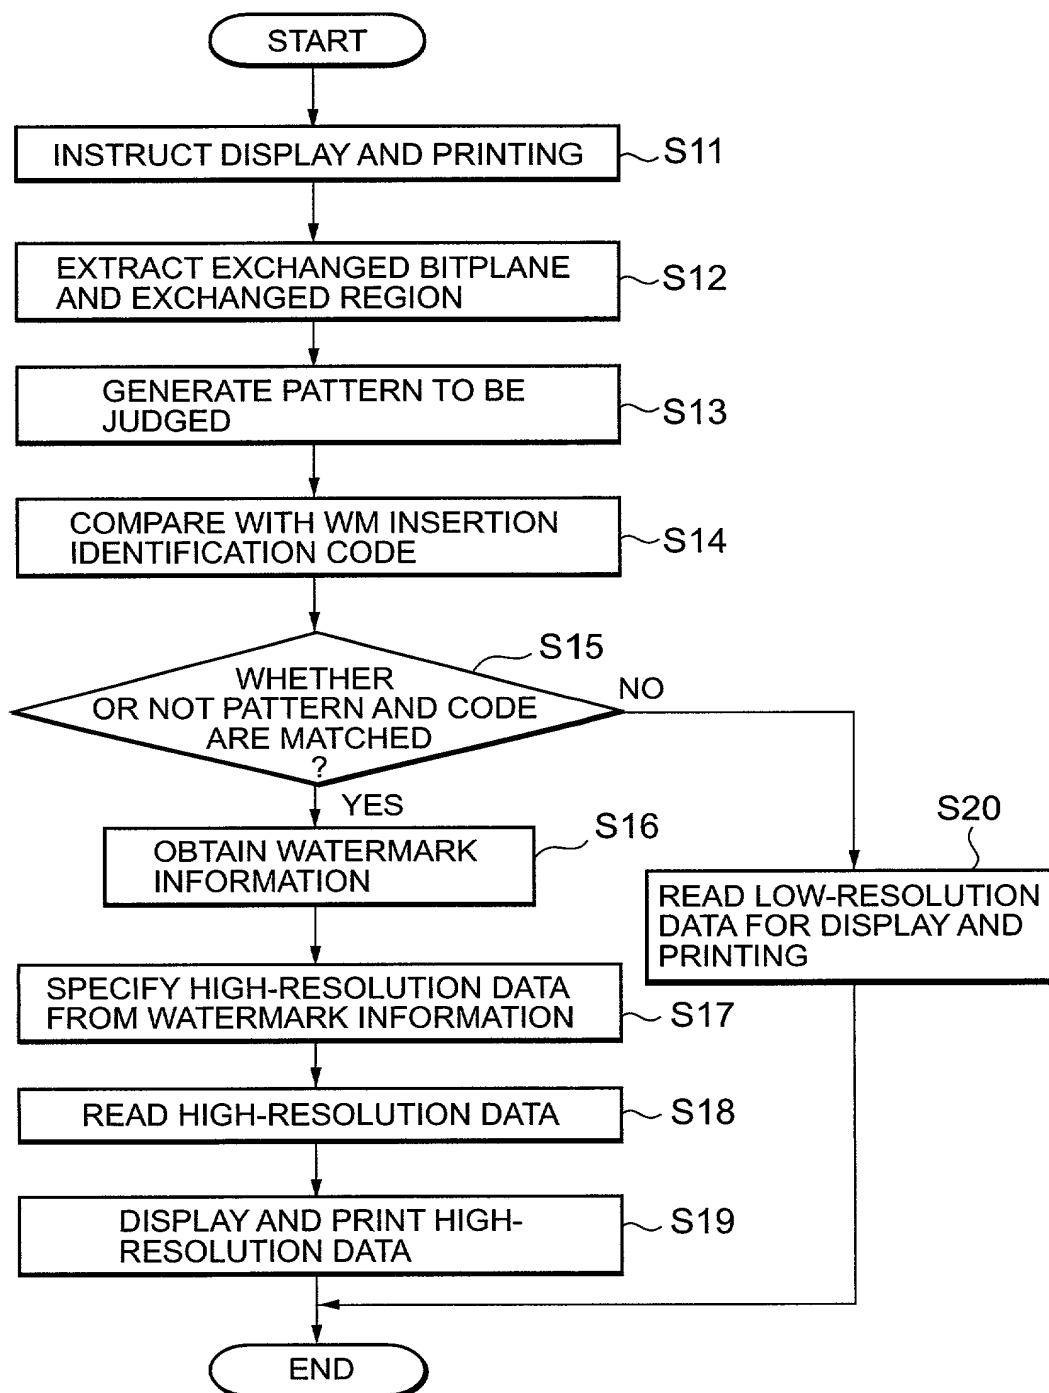 START
INSTRUCT DISPLAY AND PRINTING
S11
EXTRACT EXCHANGED BITPLANE
AND EXCHANGED REGION
S12
GENERATE PATTERN TO BE
JUDGED
S13
COMPARE WITH WM INSERTION
IDENTIFICATION CODE
S14
S15
WHETHER
OR NOT PATTERN AND CODE
ARE MATCHED
?
NO
YES
S16
OBTAIN WATERMARK
INFORMATION
S20
READ LOW-RESOLUTION
DATA FOR DISPLAY AND
PRINTING
SPECIFY HIGH-RESOLUTION DATA
FROM WATERMARK INFORMATION
S17
READ HIGH-RESOLUTION DATA
S18
DISPLAY AND PRINT HIGH-
RESOLUTION DATA
S19
END